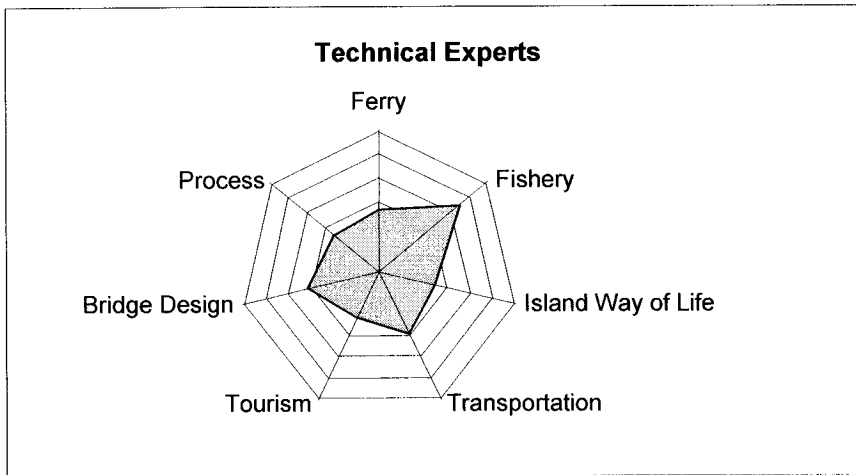 Technical Experts
Ferry
Process
Fishery
Bridge Design
Island Way of Life
Tourism
Transportation